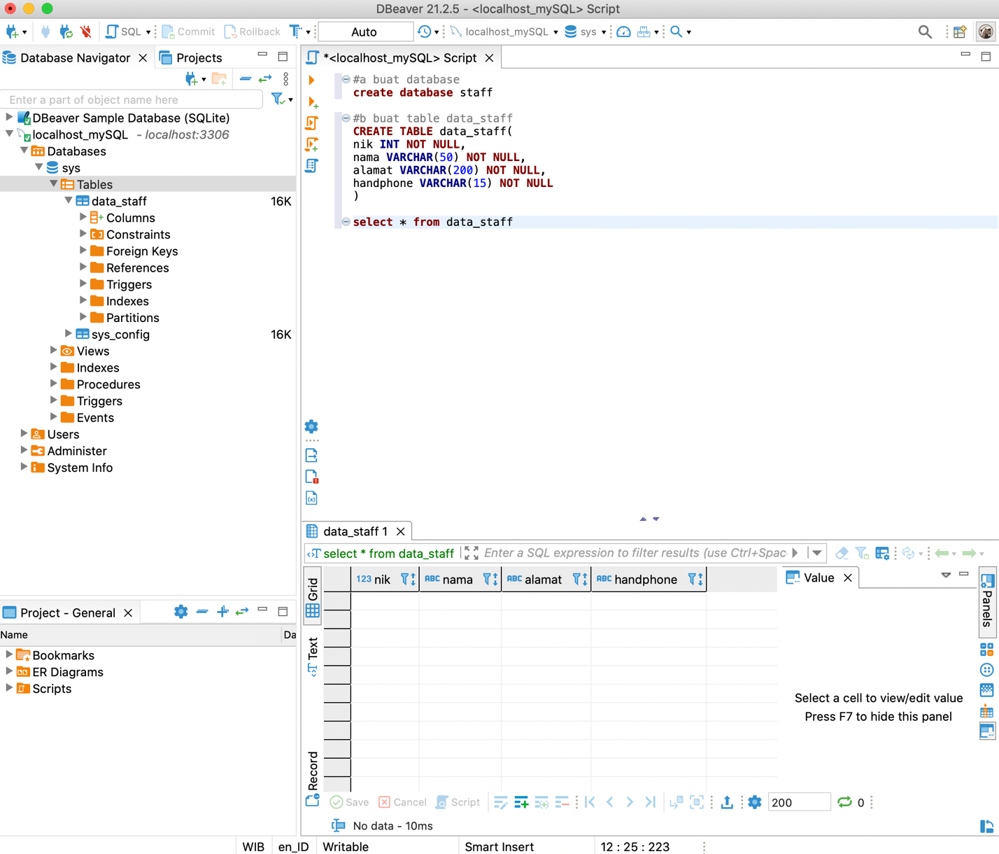 DBeaver 21.2.5 - <localhost_mySQL> Script
SQL
Commit
Rollback
T
Auto
localhost_mySQL
sys
Database Navigator
Projects
*<localhost_mySQL> Script
Enter a part of object name here
DBeaver Sample Database (SQLite)
localhost_mySQL - localhost:3306
Databases
sys
Tables
data_staff 16K
Columns
Constraints
Foreign Keys
References
Triggers
Indexes
Partitions
sys_config 16K
Views
Indexes
Procedures
Triggers
Events
Users
Administer
System Info
#a buat database
create database staff
#b buat table data_staff
CREATE TABLE data_staff(
nik INT NOT NULL,
nama VARCHAR(50) NOT NULL,
alamat VARCHAR(200) NOT NULL,
handphone VARCHAR(15) NOT NULL
)
select * from data_staff
Project - General
Name
Da
Bookmarks
ER Diagrams
Scripts
data_staff 1
select * from data_staff
Enter a SQL expression to filter results (use Ctrl+Spac
Grid
Text
Record
123 nik
ABC nama
ABC alamat
ABC handphone
Value
Panels
Select a cell to view/edit value
Press F7 to hide this panel
Save
Cancel
Script
200
0
No data - 10ms
WIB
en_ID
Writable
Smart Insert
12 : 25 : 223